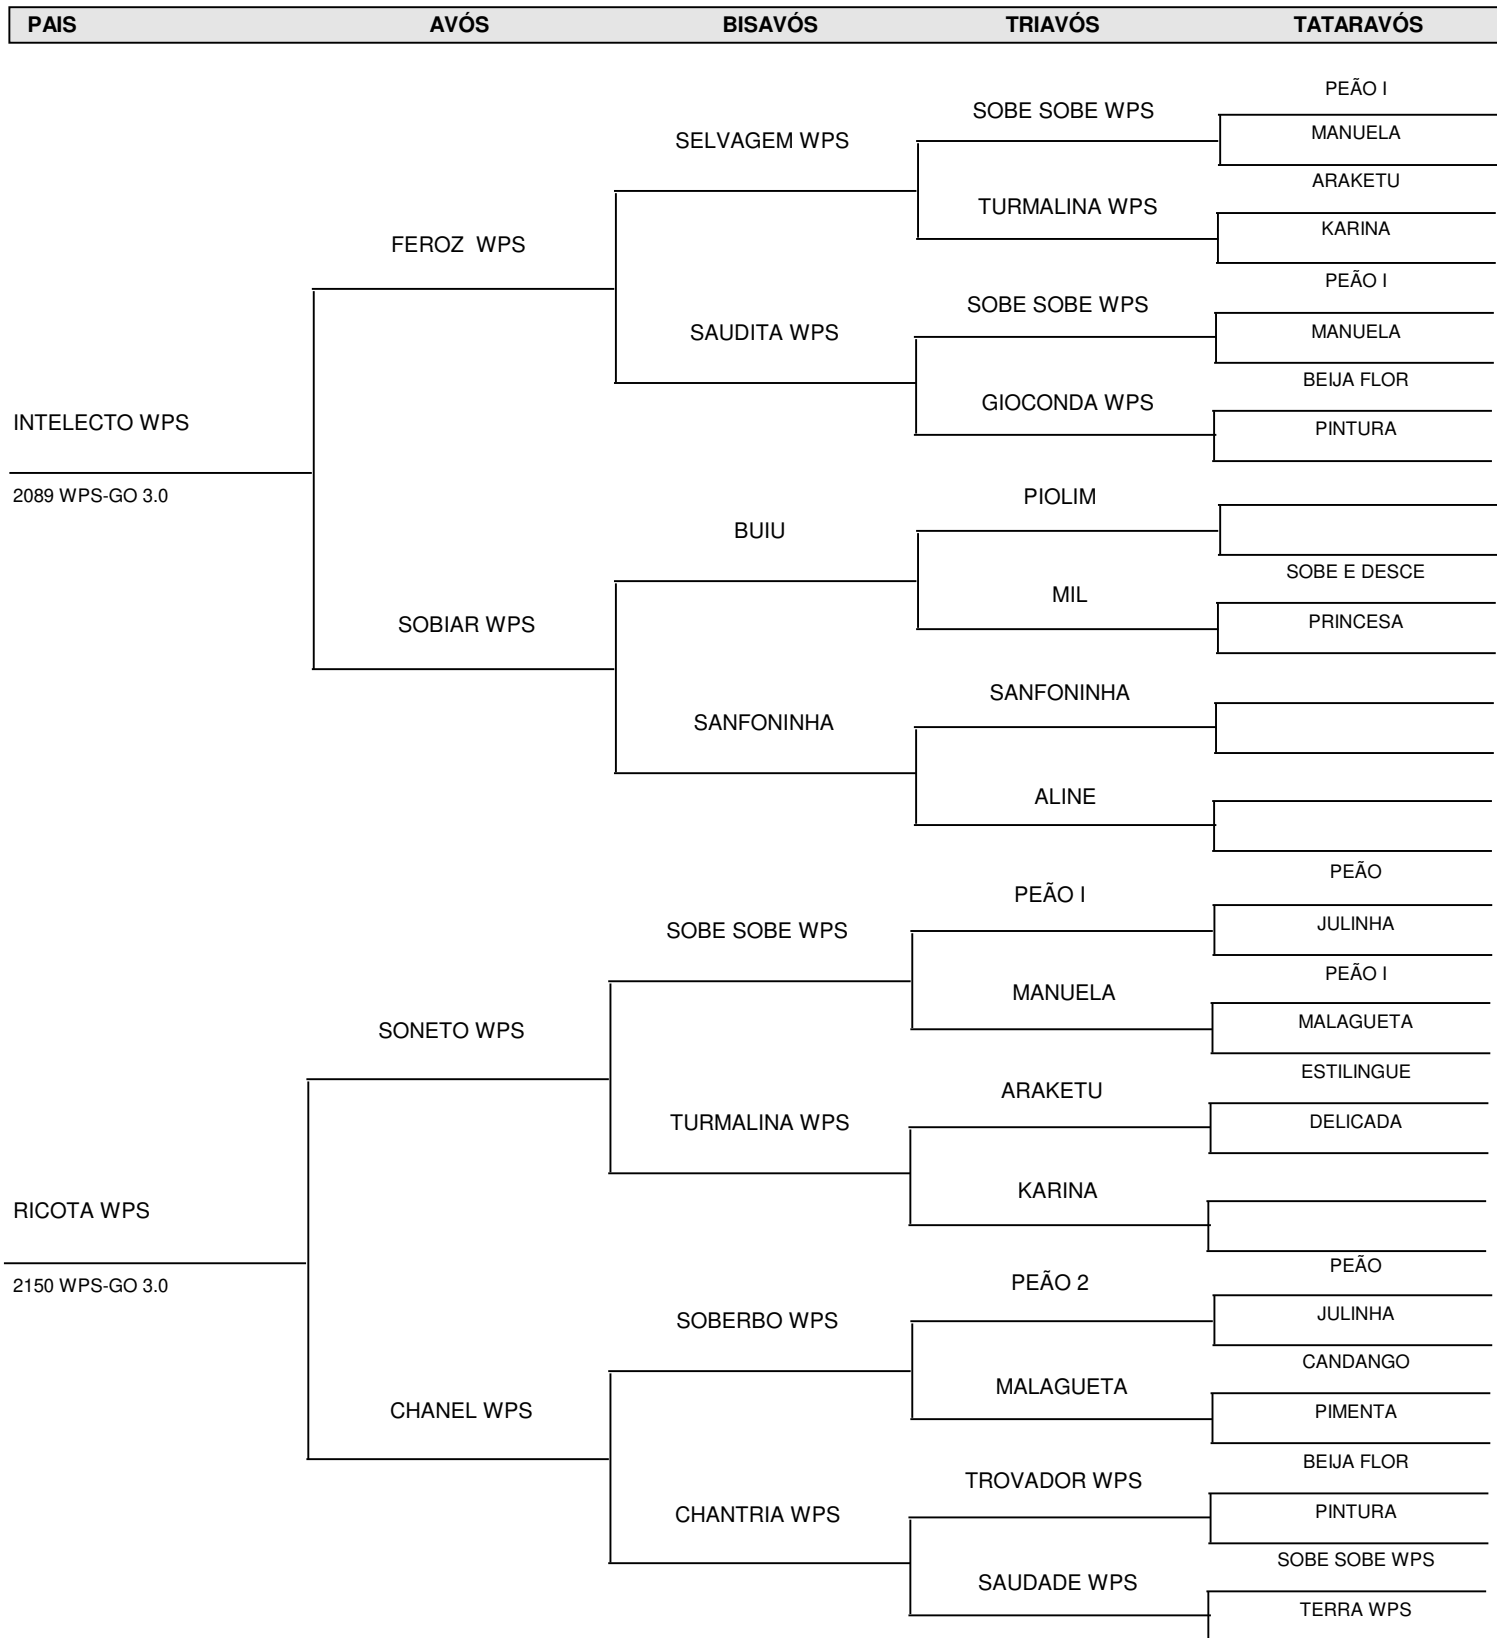 PAIS AVÓS BISAVÓS TRIAVÓS TATARAVÓS
PEÃO I
SOBE SOBE WPS
MANUELA
SELVAGEM WPS
ARAKETU
TURMALINA WPS
KARINA
FEROZ WPS
PEÃO I
SOBE SOBE WPS
MANUELA
SAUDITA WPS
BEIJA FLOR
GIOCONDA WPS
PINTURA
INTELECTO WPS
2089 WPS-GO 3.0
PIOLIM
BUIU
SOBE E DESCE
MIL
PRINCESA
SOBIAR WPS
SANFONINHA
SANFONINHA
ALINE
PEÃO
PEÃO I
JULINHA
SOBE SOBE WPS
PEÃO I
MANUELA
MALAGUETA
SONETO WPS
ESTILINGUE
ARAKETU
DELICADA
TURMALINA WPS
KARINA
RICOTA WPS
2150 WPS-GO 3.0
PEÃO
PEÃO 2
JULINHA
SOBERBO WPS
CANDANGO
MALAGUETA
PIMENTA
CHANEL WPS
BEIJA FLOR
TROVADOR WPS
PINTURA
CHANTRIA WPS
SOBE SOBE WPS
SAUDADE WPS
TERRA WPS